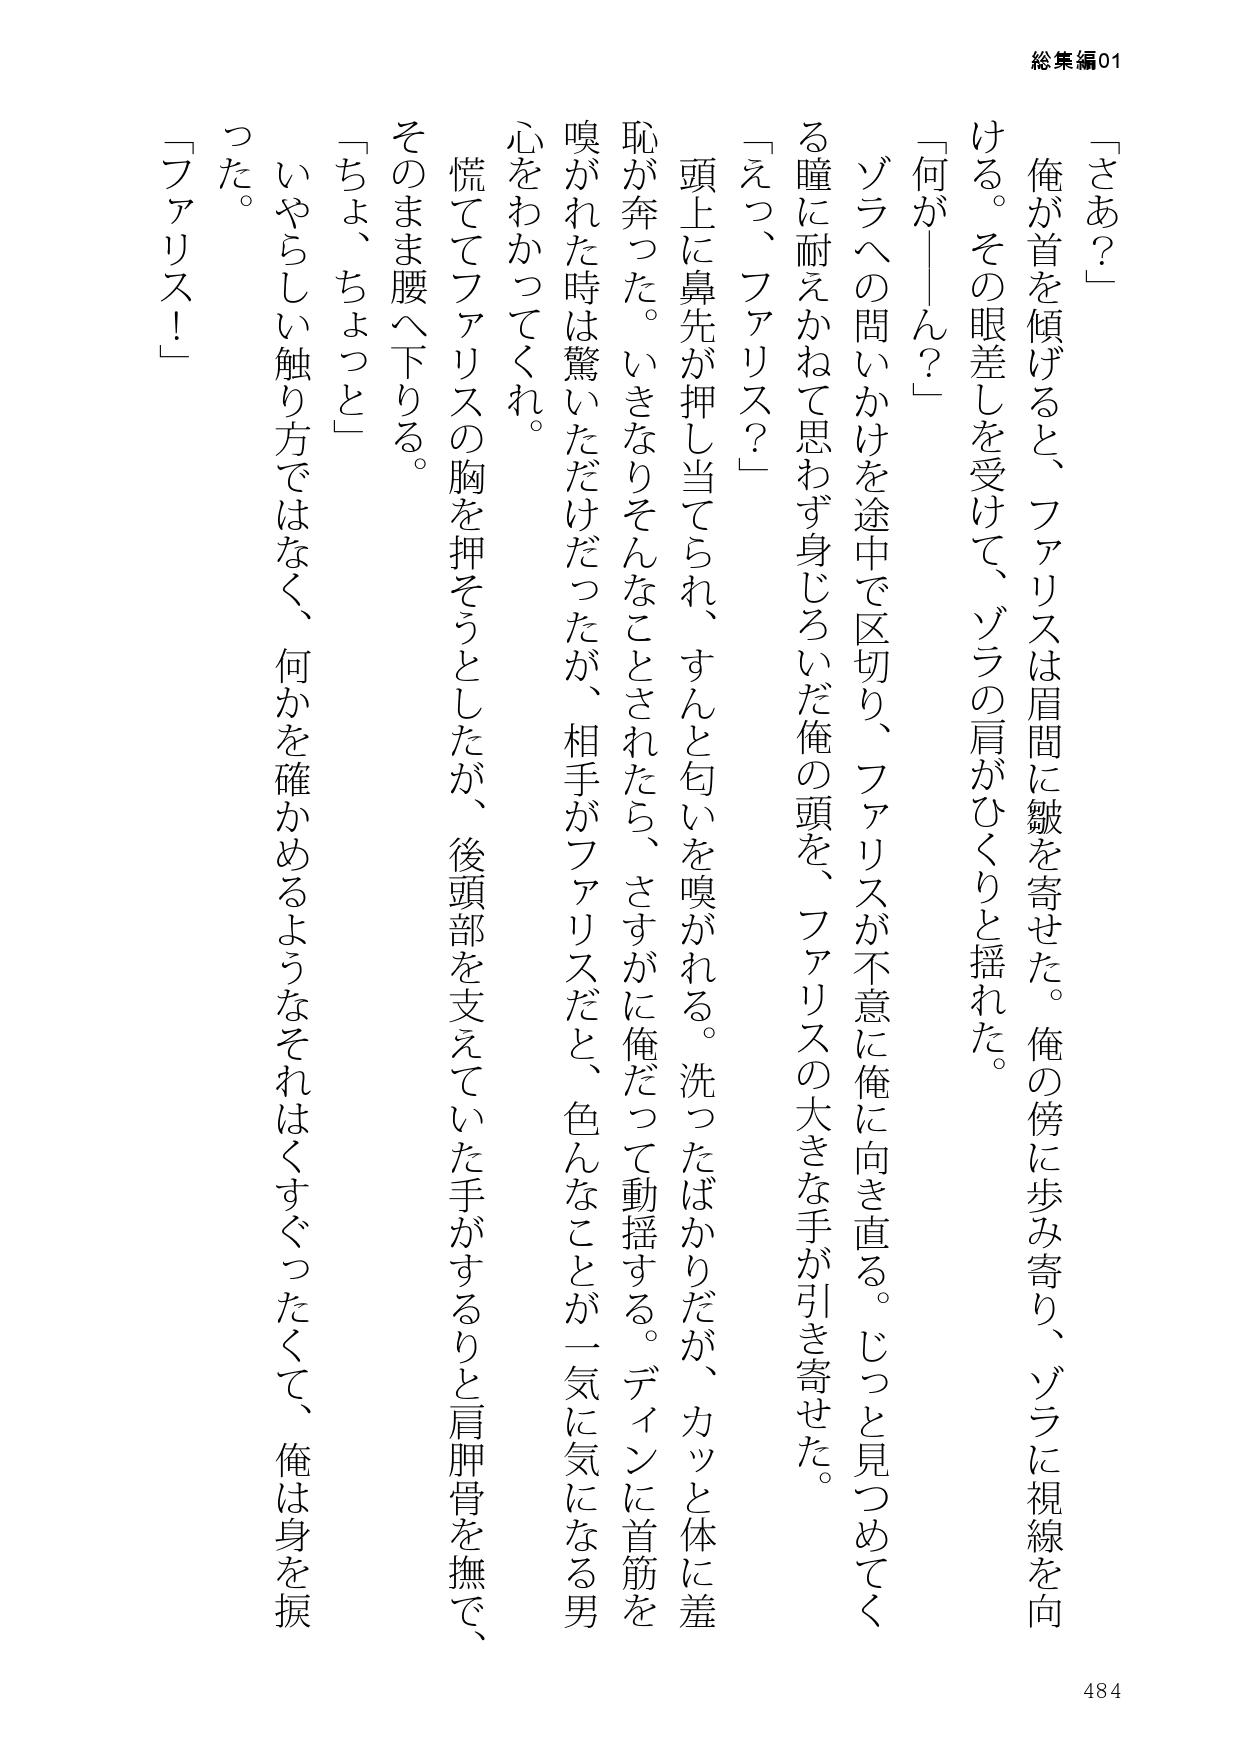 総集編01
「さあ？」
俺が首を傾げると、ファリスは眉間に皺を寄せた。俺の傍に歩み寄り、ゾラに視線を向
ける。その眼差しを受けて、ゾラの肩がひくりと揺れた。
「何が――ん？」
ゾラへの問いかけを途中で区切り、ファリスが不意に俺に向き直る。じっと見つめてく
る瞳に耐えかねて思わず身じろいだ俺の頭を、ファリスの大きな手が引き寄せた。
「えっ、ファリス？」
頭上に鼻先が押し当てられ、すんと匂いを嗅がれる。洗ったばかりだが、カッと体に羞
恥が奔った。いきなりそんなことされたら、さすがに俺だって動揺する。ディンに首筋を
嗅がれた時は驚いただけだったが、相手がファリスだと、色んなことが一気に気になる男
心をわかってくれ。
慌ててファリスの胸を押そうとしたが、後頭部を支えていた手がするりと肩胛骨を撫で、
そのまま腰へ下りる。
「ちょ、ちょっと」
いやらしい触り方ではなく、何かを確かめるようなそれはくすぐったくて、俺は身を捩
った。
「ファリス！」
484